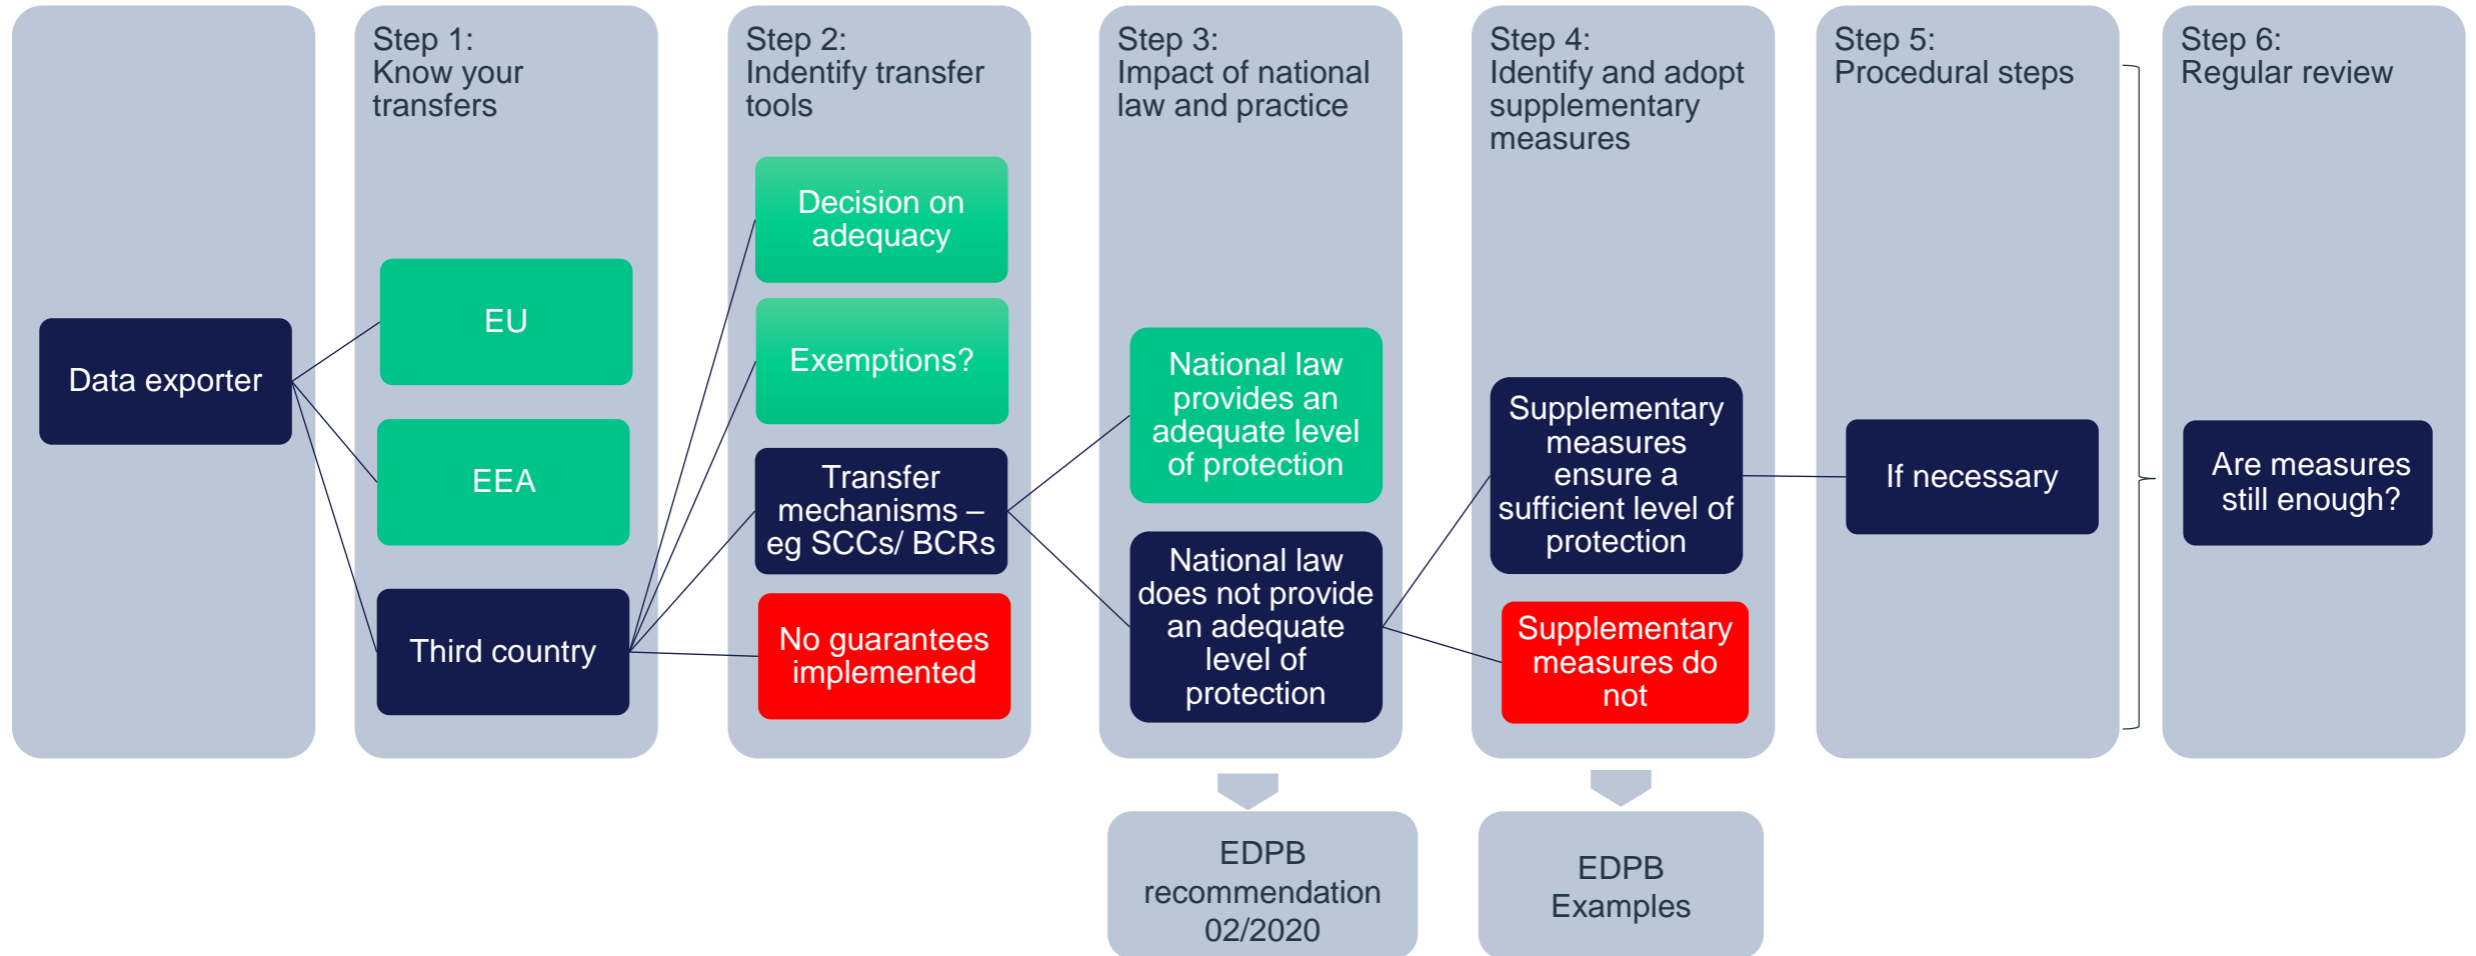 Data exporter
Step 1:
Know your
transfers
EU
EEA
Third country
Step 2:
Indentify transfer
tools
Decision on
adequacy
Exemptions?
Transfer
mechanisms –
eg SCCs/ BCRs
No guarantees
implemented
Step 3:
Impact of national
law and practice
National law
provides an
adequate level
of protection
National law
does not provide
an adequate
level of
protection
EDPB
recommendation
02/2020
Step 4:
Identify and adopt
supplementary
measures
Supplementary
measures
ensure a
sufficient level of
protection
Supplementary
measures do
not
EDPB
Examples
Step 5:
Procedural steps
If necessary
Step 6:
Regular review
Are measures
still enough?